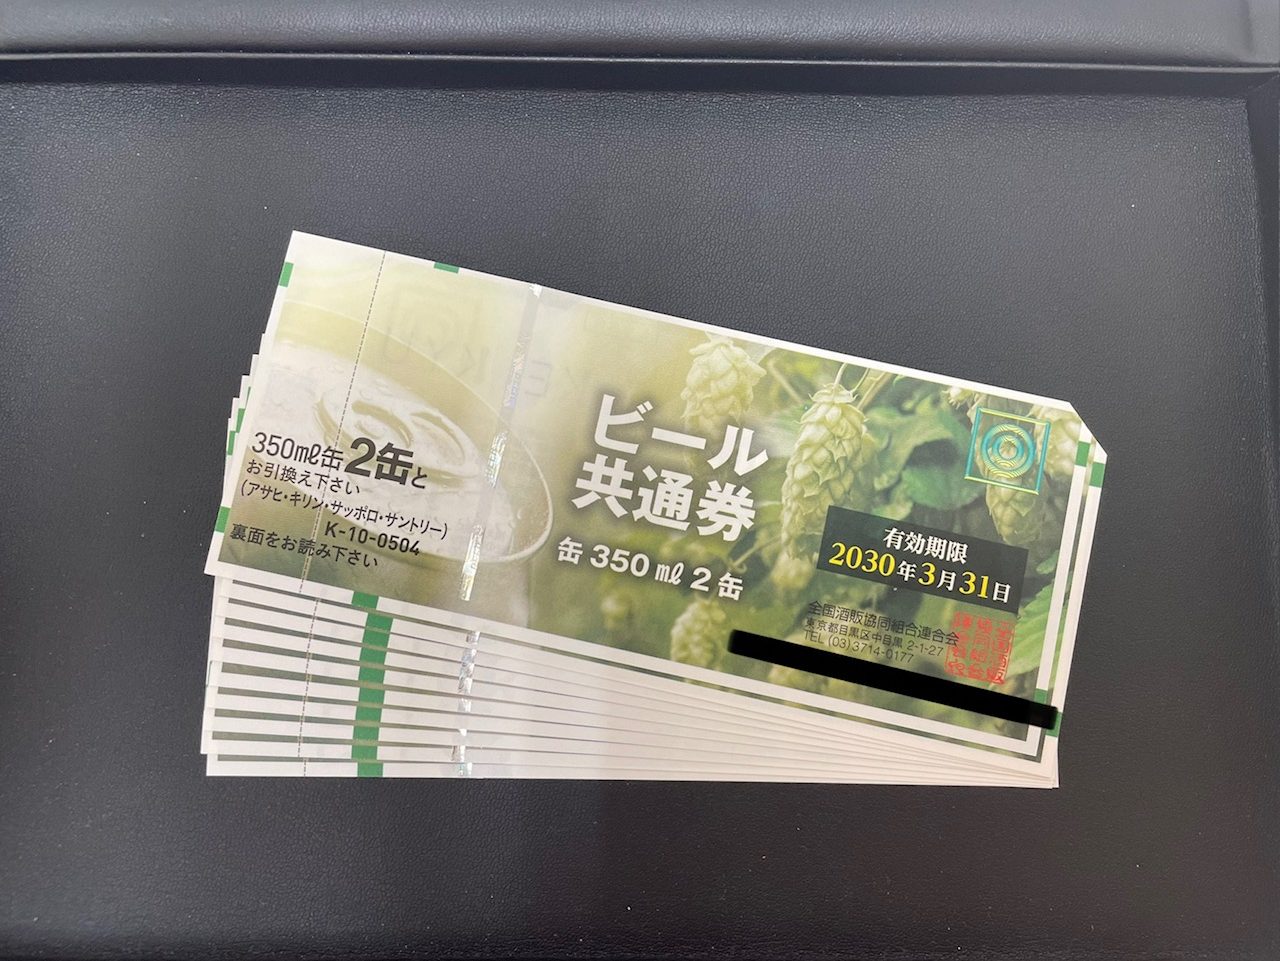 350ml缶2缶と
お引換え下さい
(アサヒ・キリン・サッポロ・サントリー)
K-10-0504
裏面をお読み下さい
ビール
共通券
缶 350 ml 2 缶
有効期限
2030年3月31日
全国酒販協同組合連合会
東京都目黒区中目黒 2-1-27
TEL (03) 3714-0177